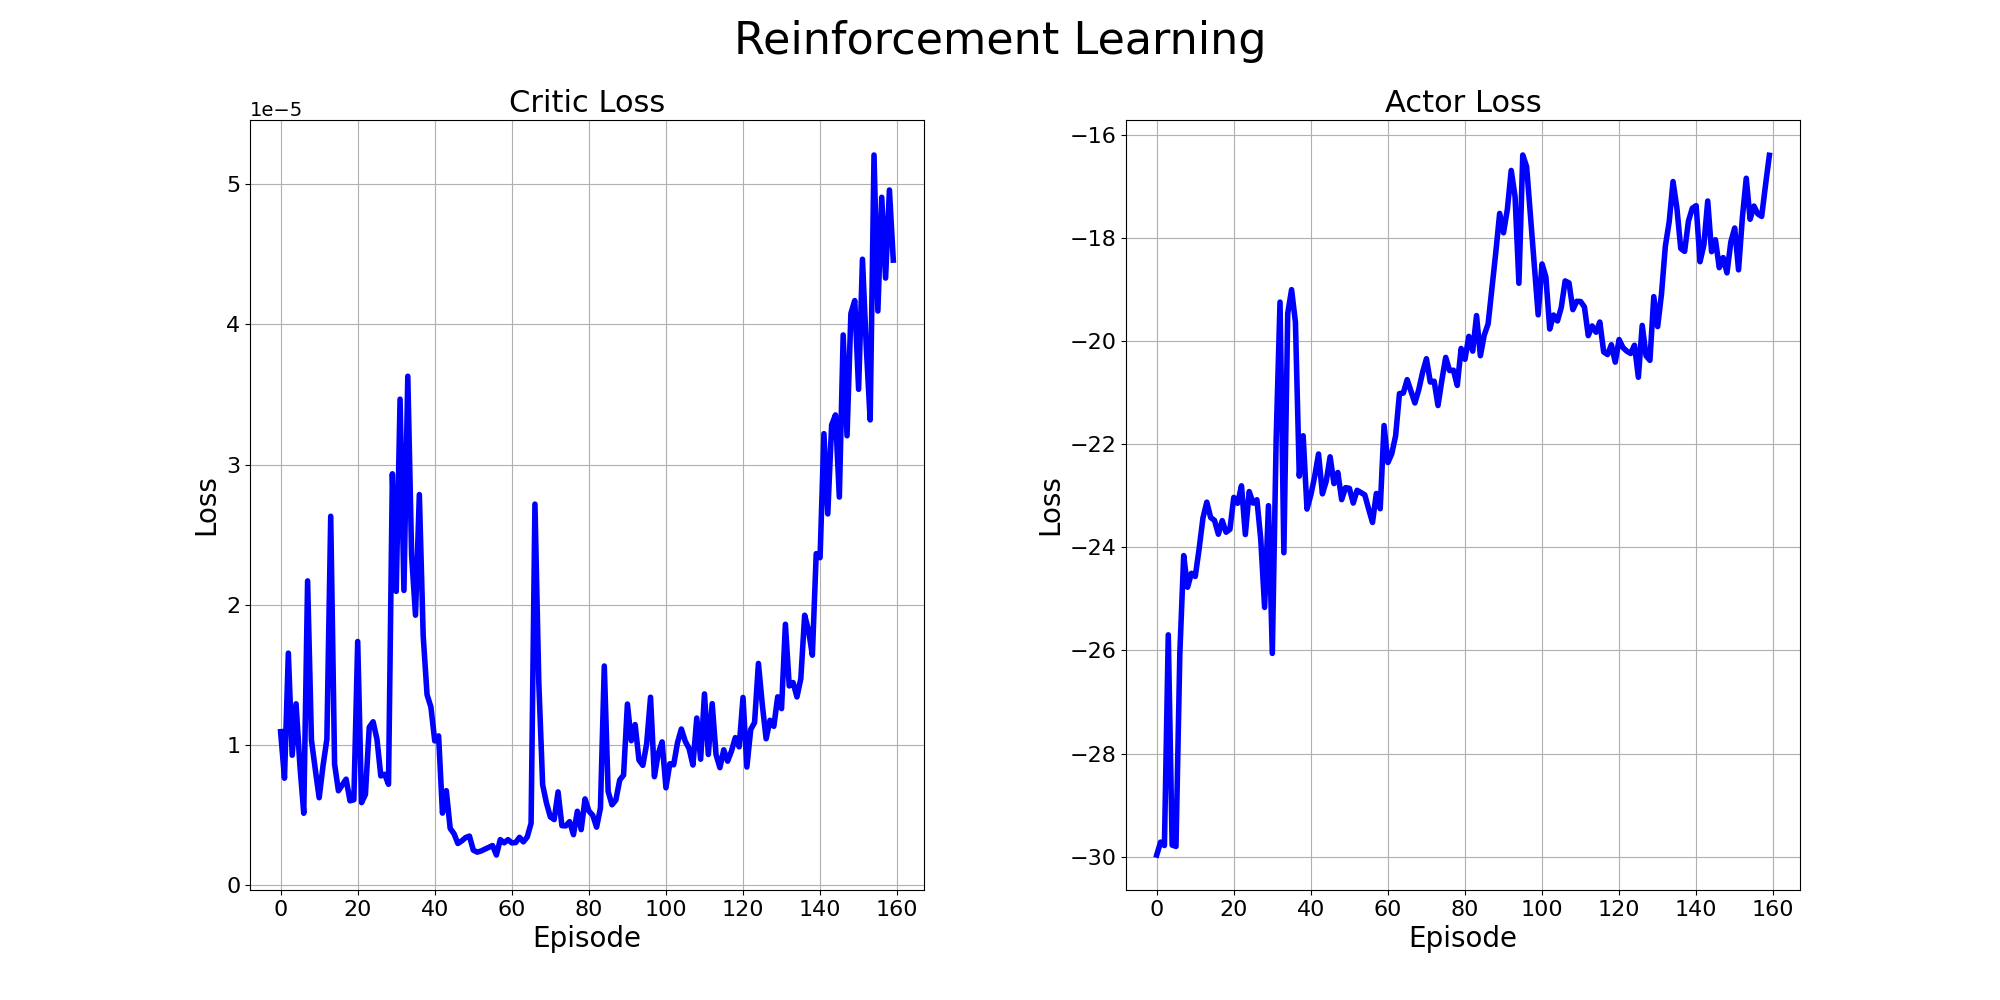 Reinforcement Learning
Critic Loss
1e−5
5
4
3
2
1
0
Loss
0 20 40 60 80 100 120 140 160
Episode
Actor Loss
−16
−18
−20
−22
−24
−26
−28
−30
Loss
0 20 40 60 80 100 120 140 160
Episode